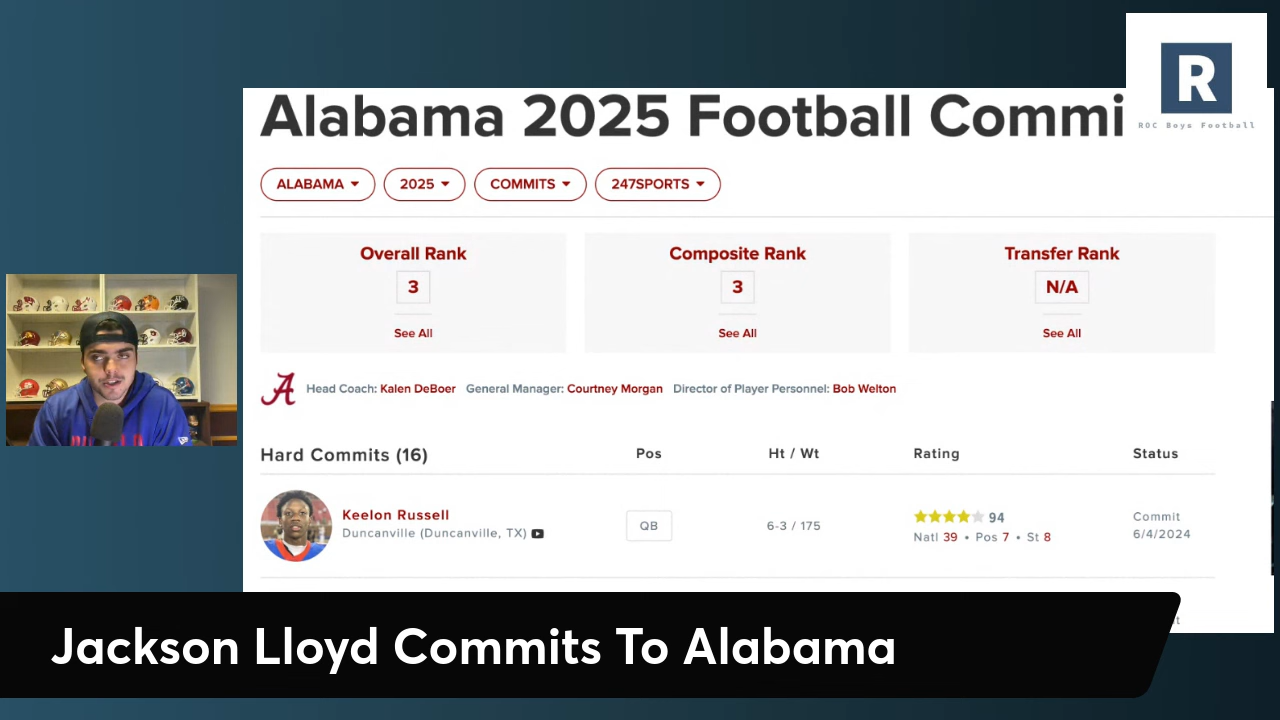 Alabama 2025 Football Commi
R
ROC Boys Football
ALABAMA
2025
COMMITS
247SPORTS
Overall Rank
3
See All
Composite Rank
3
See All
Transfer Rank
N/A
See All
A
Head Coach: Kalen DeBoer General Manager: Courtney Morgan Director of Player Personnel: Bob Welton
Hard Commits (16) Pos Ht / Wt Rating Status
Keelon Russell
Duncanville (Duncanville, TX)
QB
6-3 / 175
94
Natl 39 • Pos 7 • St 8
Commit
6/4/2024
Jackson Lloyd Commits To Alabama